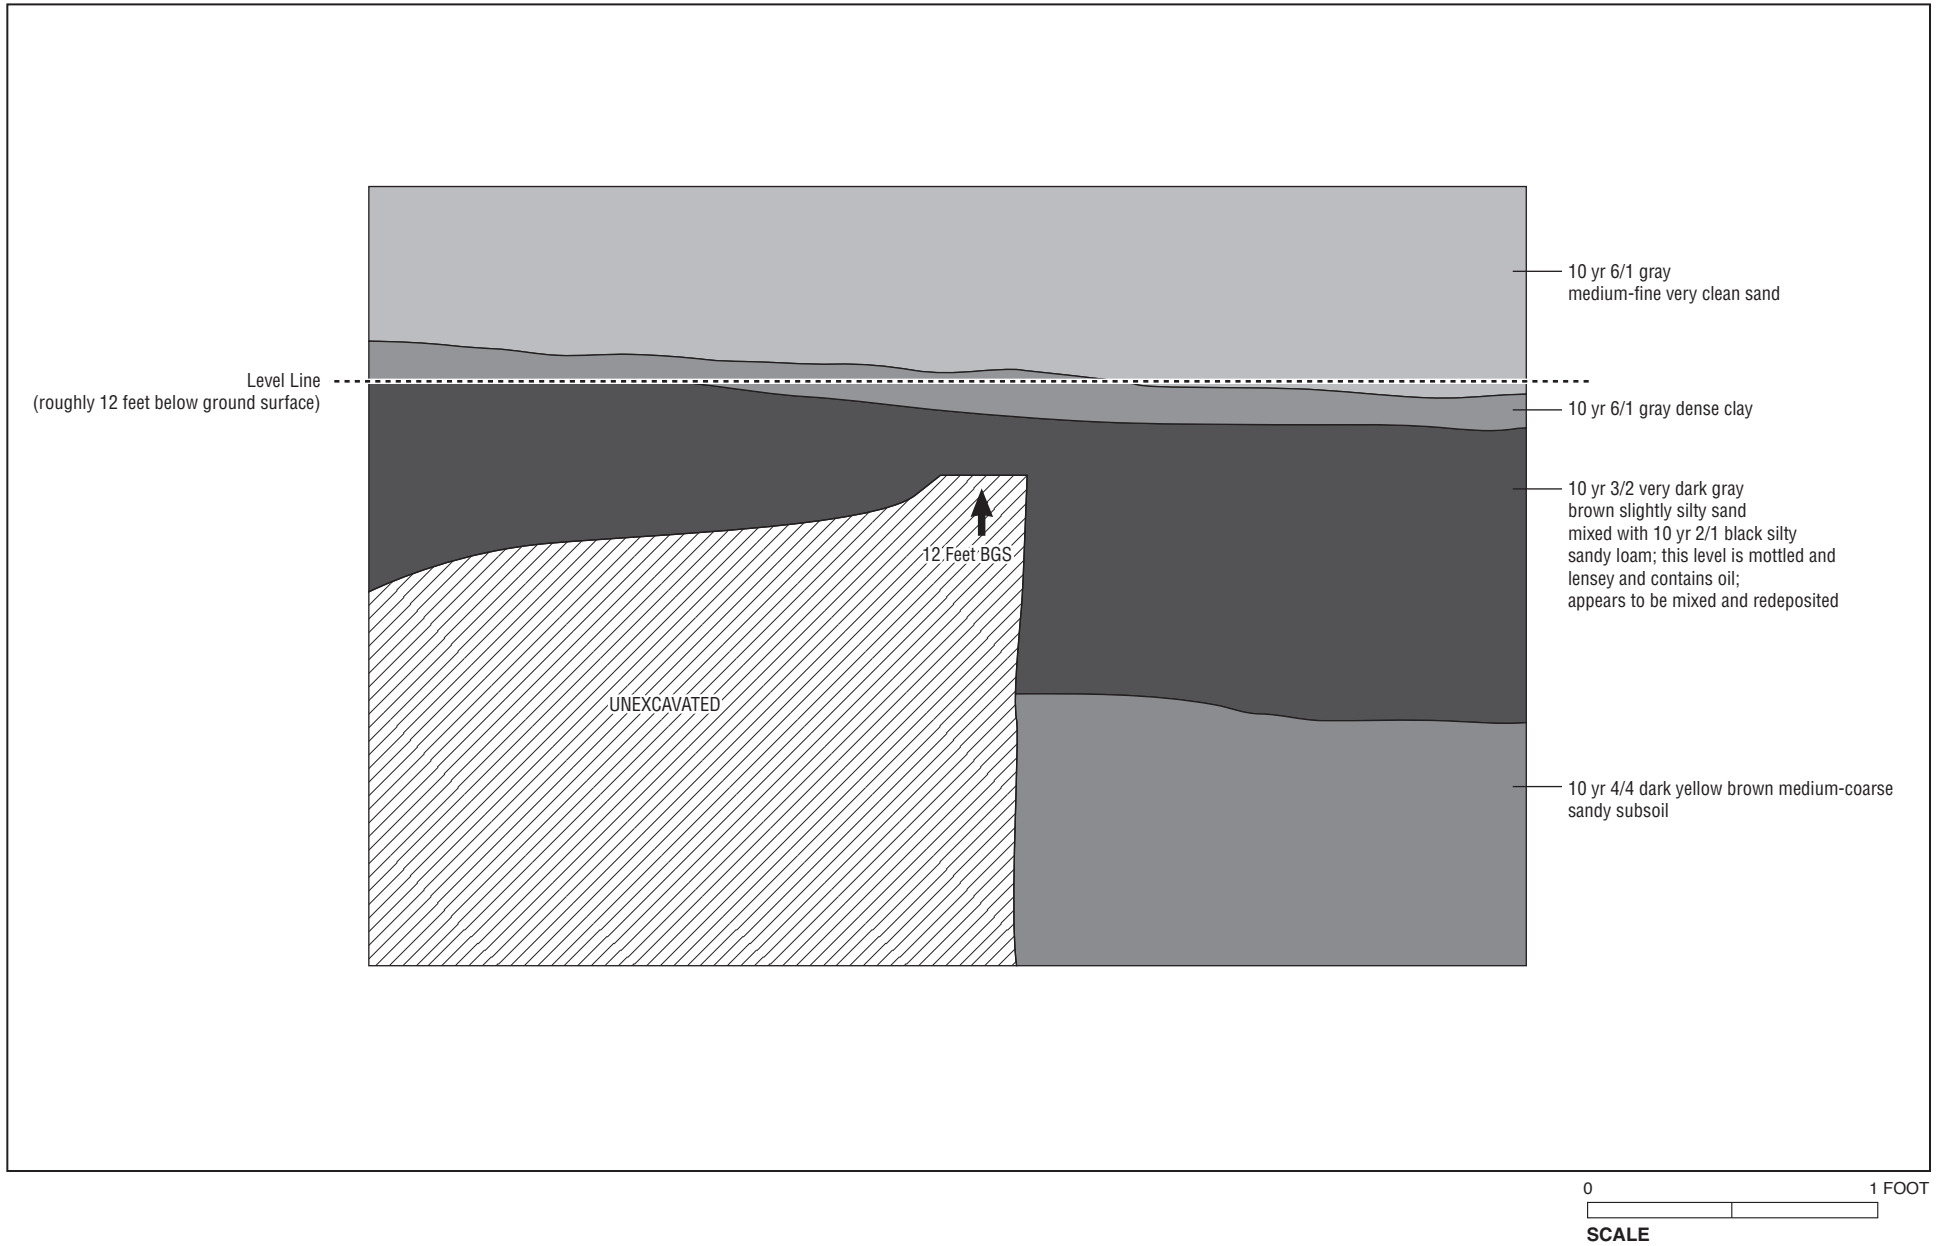 10 yr 6/1 gray
medium-fine very clean sand
Level Line
(roughly 12 feet below ground surface)
10 yr 6/1 gray dense clay
10 yr 3/2 very dark gray
brown slightly silty sand
mixed with 10 yr 2/1 black silty
sandy loam; this level is mottled and
lensey and contains oil;
appears to be mixed and redeposited
12 Feet BGS
UNEXCAVATED
10 yr 4/4 dark yellow brown medium-coarse
sandy subsoil
0 1 FOOT
SCALE